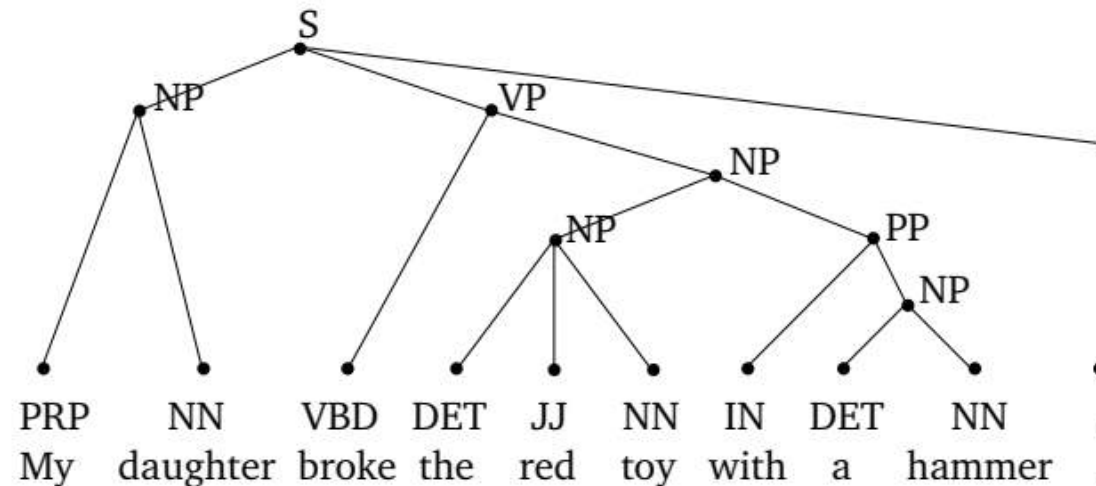 S
NP VP
NP
NP PP
NP
PRP NN VBD DET JJ NN IN DET NN
My daughter broke the red toy with a hammer